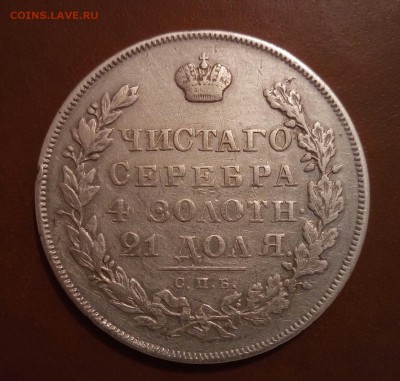 COINS.LAVE.RU
ЧИСТАГО
СЕРЕБРА
4 ЗОЛОТН.
21 ДОЛЯ.
С.П.Б.